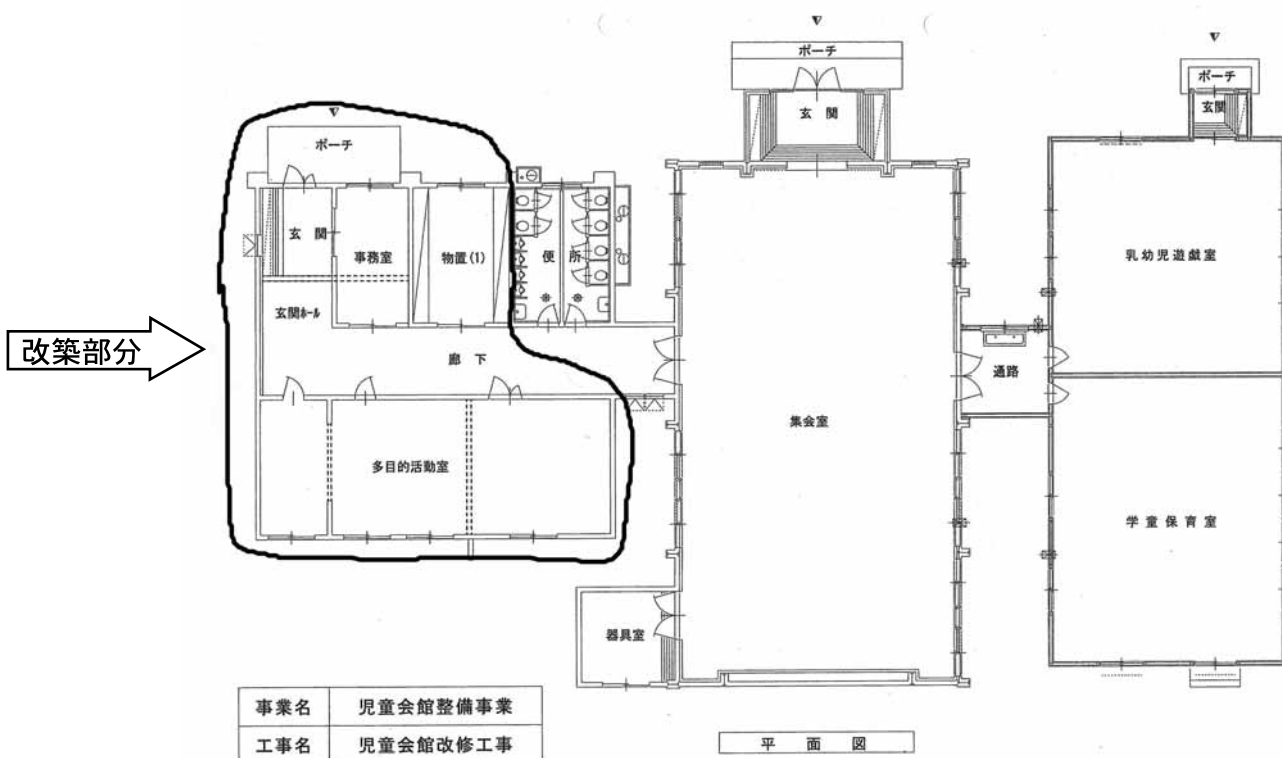 ポーチ
玄関
ポーチ
玄関
ポーチ
玄関
事務室
物置(1)
便所
乳幼児遊戯室
玄関ホール
改築部分
廊下
通路
集会室
多目的活動室
学童保育室
器具室
事業名 児童会館整備事業
工事名 児童会館改修工事
平面図